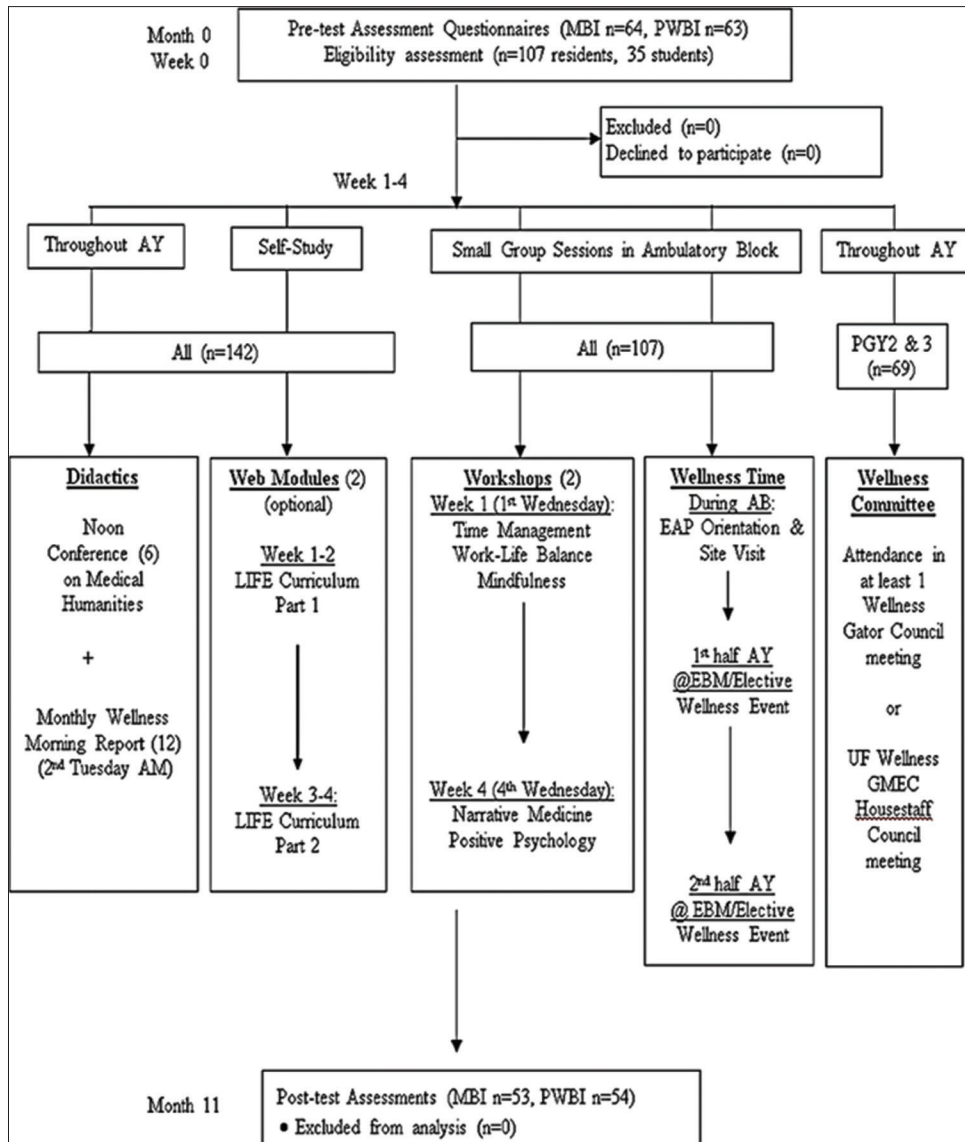 Month 0
Week 0
Pre-test Assessment Questionnaires (MBI n=64, PWBI n=63)
Eligibility assessment (n=107 residents, 35 students)
Excluded (n=0)
Declined to participate (n=0)
Week 1-4
Throughout AY
Self-Study
Small Group Sessions in Ambulatory Block
Throughout AY
All (n=142)
All (n=107)
PGY2 & 3
(n=69)
Didactics
Noon
Conference (6)
on Medical
Humanities
+
Monthly Wellness
Morning Report (12)
(2nd Tuesday AM)
Web Modules (2)
(optional)
Week 1-2
LIFE Curriculum
Part 1
Week 3-4:
LIFE Curriculum
Part 2
Workshops (2)
Week 1 (1st Wednesday):
Time Management
Work-Life Balance
Mindfulness
Week 4 (4th Wednesday):
Narrative Medicine
Positive Psychology
Wellness Time
During AB:
EAP Orientation &
Site Visit
1st half AY
@EBM/Elective
Wellness Event
2nd half AY
@ EBM/Elective
Wellness Event
Wellness
Committee
Attendance in
at least 1
Wellness
Gator Council
meeting
or
UF Wellness
GMEC
Housestaff
Council
meeting
Month 11
Post-test Assessments (MBI n=53, PWBI n=54)
• Excluded from analysis (n=0)